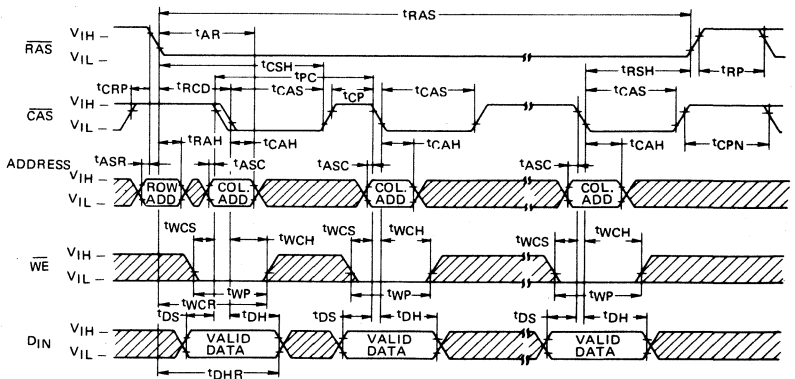 tRAS
tAR
RAS VIH
VIL
tCSH
tPC
tRSH
tRP
tCRP
tRCD
tCAS
tCP
tCAS
tCAS
CAS VIH
VIL
tRAH
tCAH
tCAH
tCAH
tCPN
ADDRESS
tASR
tASC
tASC
tASC
VIH
VIL
ROW ADD
COL. ADD
COL. ADD
COL. ADD
tWCS
tWCH
tWCS
tWCH
tWCS
tWCH
WE VIH
VIL
tWP
tWP
tWP
tWCR
tDS
tDH
tDS
tDH
tDS
tDH
DIN VIH
VIL
VALID DATA
VALID DATA
VALID DATA
tDHR